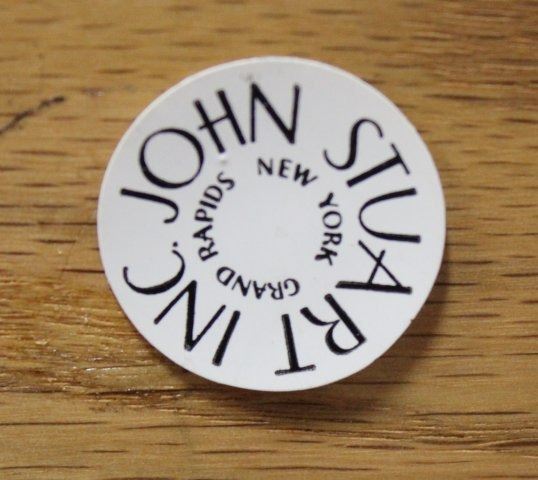 JOHN STUART INC.
NEW YORK GRAND RAPIDS